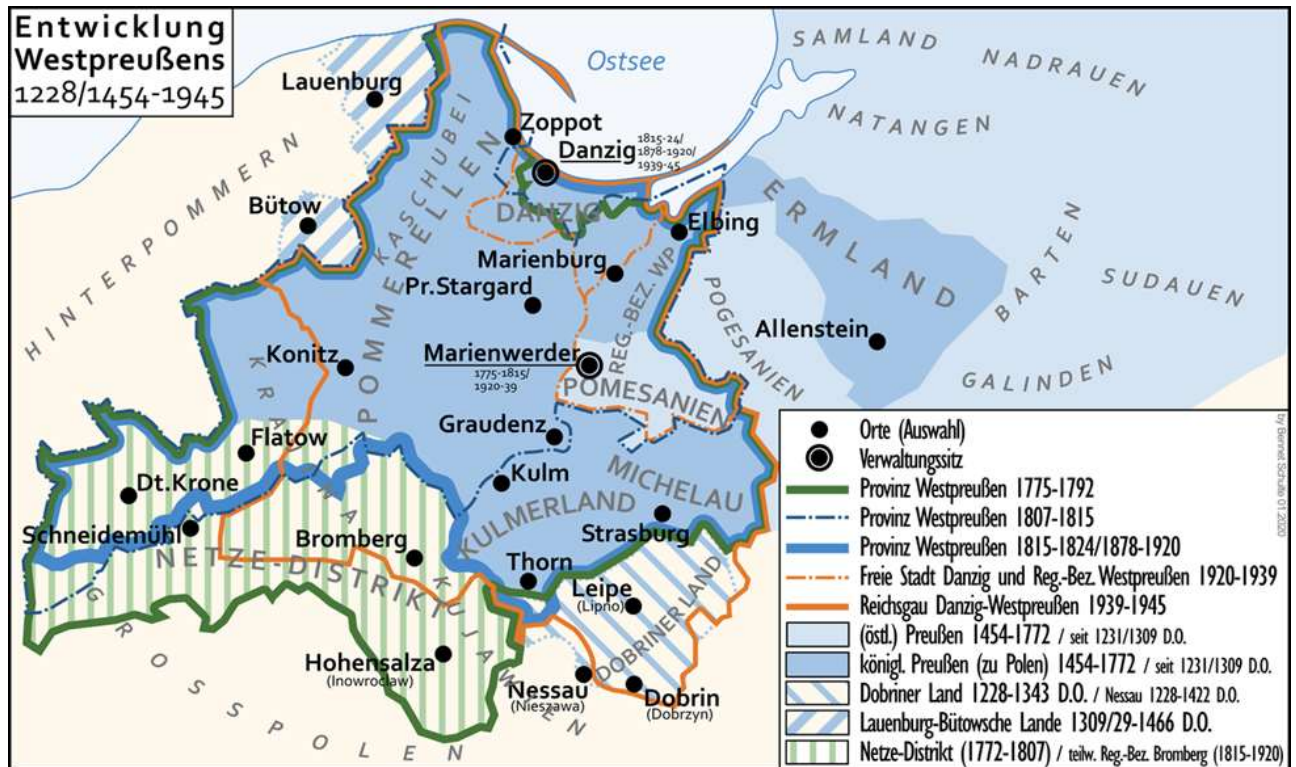 Entwicklung
Westpreußens
1228/1454-1945
Ostsee
SAMLAND
NADRAUEN
NATANGEN
Lauenburg
Zoppot
Danzig
1815-24/
1878-1920/
1939-45
KASCHUBEI
POMMERELLEN
HINTERPOMMERN
Bütow
DANZIG
Elbing
ERMLAND
BARTEN
SUDAUEN
Marienburg
REG.-BEZ. WP
Pr.Stargard
POGESANIEN
Allenstein
Konitz
Marienwerder
1775-1815/
1920-39
POMESANIEN
GALINDEN
KRAJNA
Graudenz
Flatow
Kulm
MICHELAU
Dt.Krone
KULMERLAND
Strasburg
Schneidemühl
Bromberg
NETZE-DISTRIKT
Thorn
Leipe
(Lipno)
KUJAWIEN
DOBRINER LAND
GROSSPOLEN
Hohensalza
(Inowrocław)
Nessau
(Nieszawa)
Dobrin
(Dobrzyn)
Orte (Auswahl)
Verwaltungssitz
Provinz Westpreußen 1775-1792
Provinz Westpreußen 1807-1815
Provinz Westpreußen 1815-1824/1878-1920
Freie Stadt Danzig und Reg.-Bez. Westpreußen 1920-1939
Reichsgau Danzig-Westpreußen 1939-1945
(östl.) Preußen 1454-1772 / seit 1231/1309 D.O.
königl. Preußen (zu Polen) 1454-1772 / seit 1231/1309 D.O.
Dobriner Land 1228-1343 D.O. / Nessau 1228-1422 D.O.
Lauenburg-Bütowsche Lande 1309/29-1466 D.O.
Netze-Distrikt (1772-1807) / teilw. Reg.-Bez. Bromberg (1815-1920)
by Bennet Schulte 01.2020